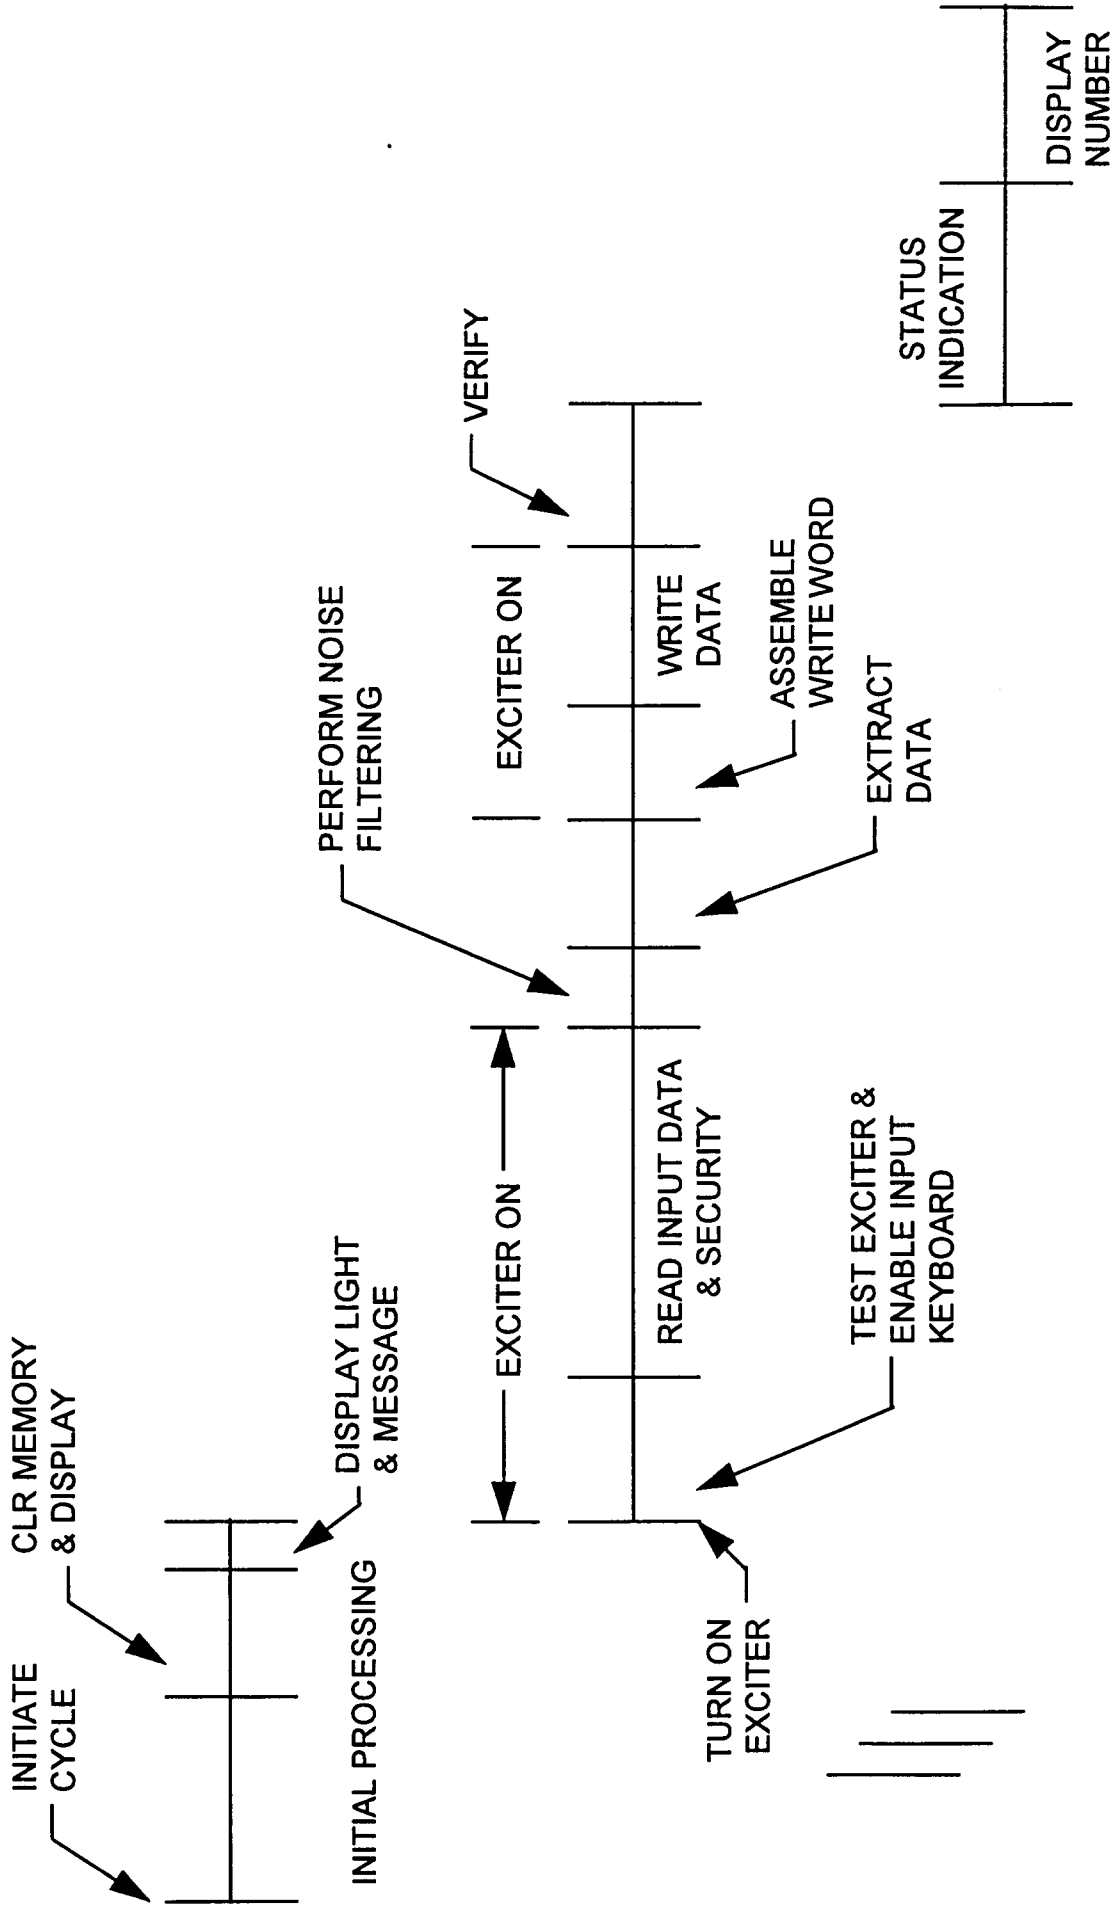 INITIATE
CYCLE
CLR MEMORY
& DISPLAY
INITIAL PROCESSING
DISPLAY LIGHT
& MESSAGE
PERFORM NOISE
FILTERING
VERIFY
EXCITER ON
EXCITER ON
READ INPUT DATA
& SECURITY
WRITE
DATA
TURN ON
EXCITER
TEST EXCITER &
ENABLE INPUT
KEYBOARD
EXTRACT
DATA
ASSEMBLE
WRITE WORD
STATUS
INDICATION
DISPLAY
NUMBER